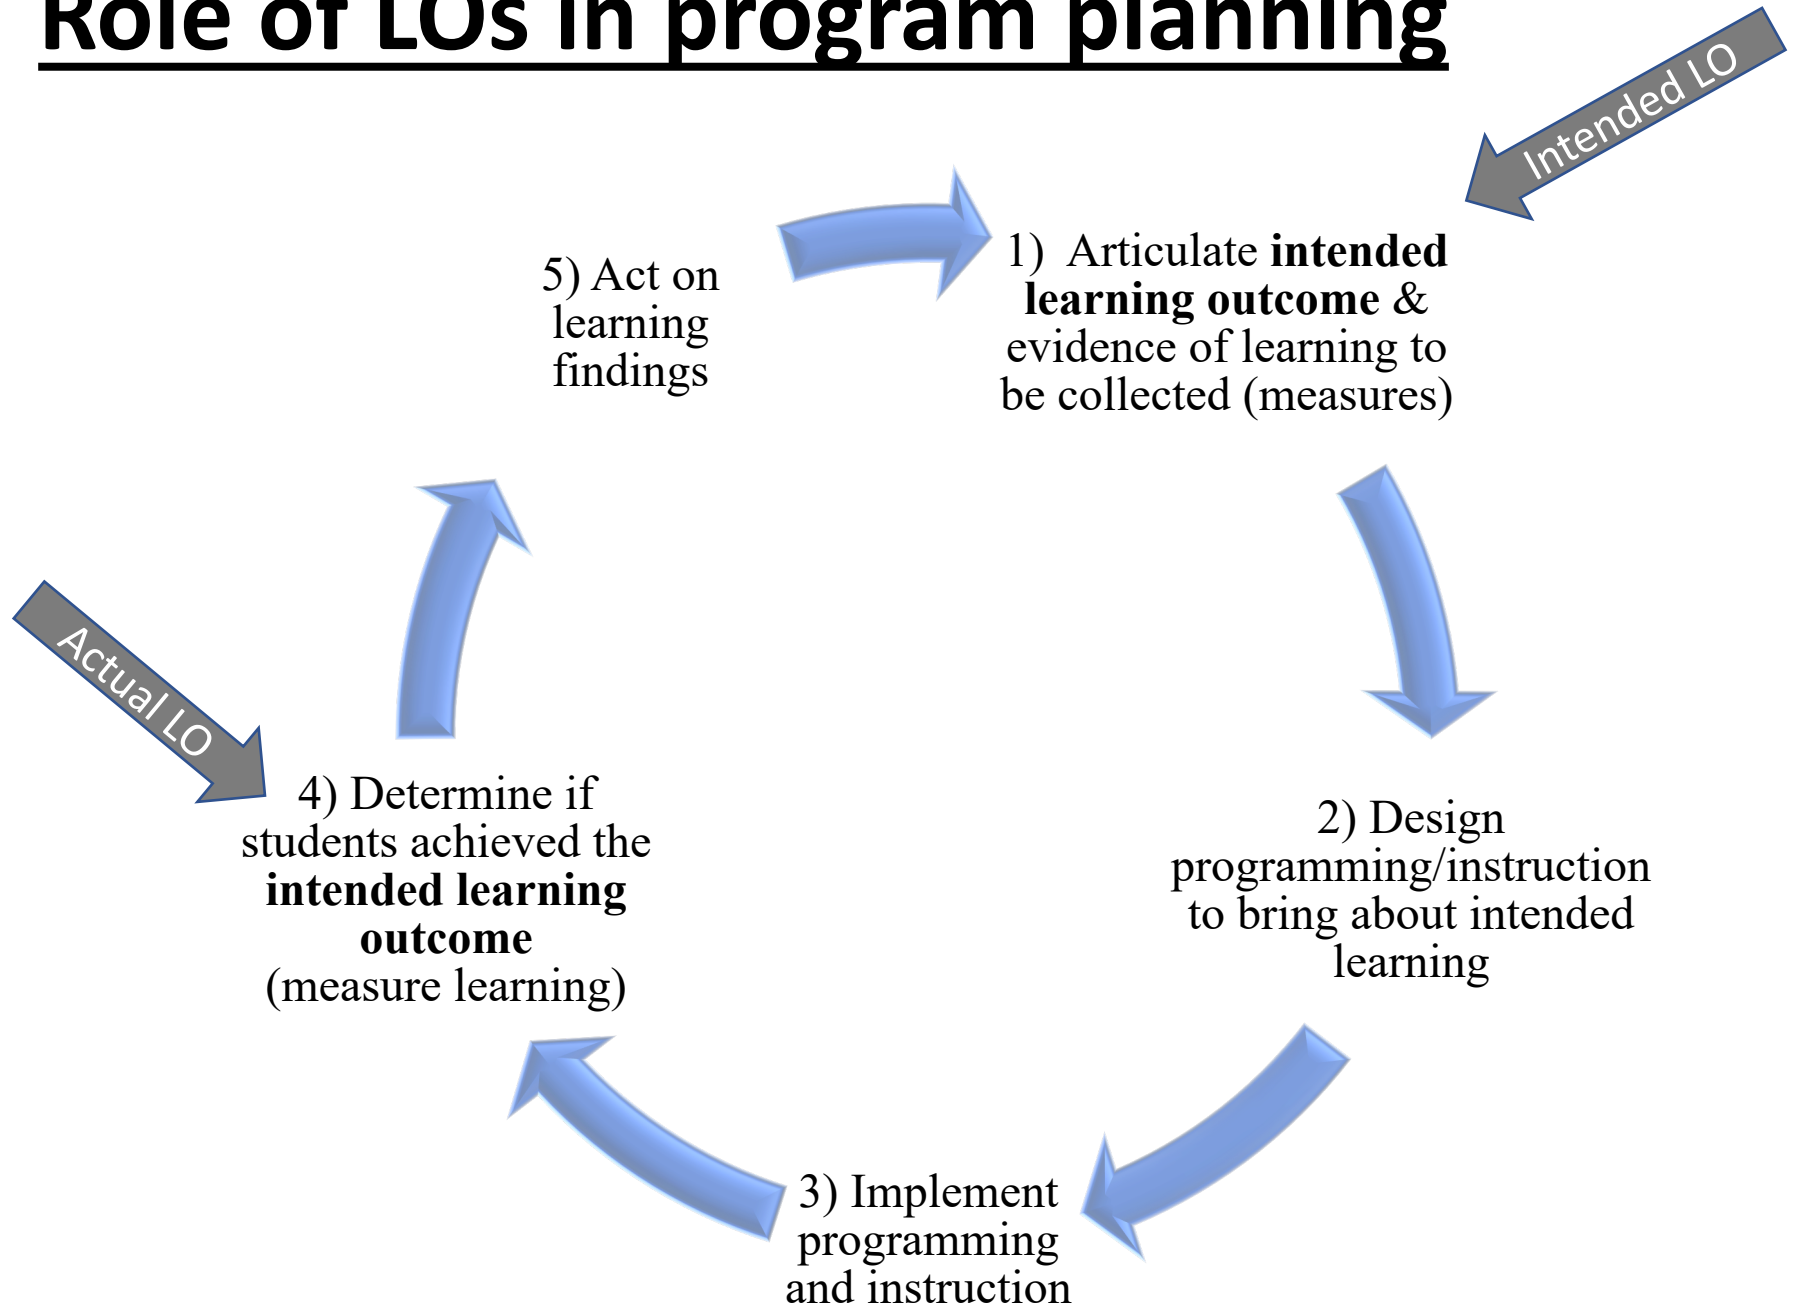 Role of LOs in program planning
Intended LO
1) Articulate intended
learning outcome &
evidence of learning to
be collected (measures)
2) Design
programming/instruction
to bring about intended
learning
3) Implement
programming
and instruction
Actual LO
4) Determine if
students achieved the
intended learning
outcome
(measure learning)
5) Act on
learning
findings